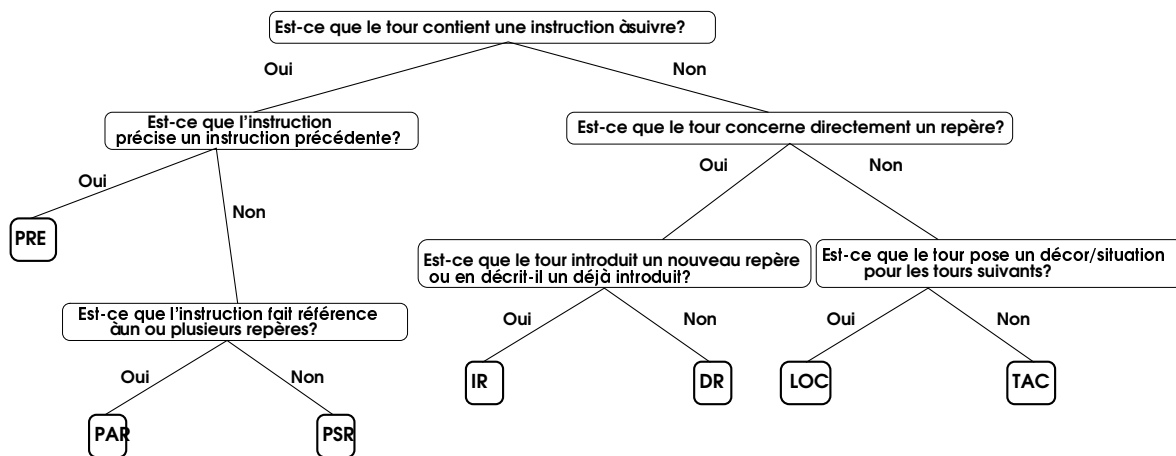 Est-ce que le tour contient une instruction àsuivre?
Oui
Non
Est-ce que l'instruction
précise un instruction précédente?
Est-ce que le tour concerne directement un repère?
Oui
Non
Oui
Non
PRE
Est-ce que le tour introduit un nouveau repère
ou en décrit-il un déjà introduit?
Est-ce que le tour pose un décor/situation
pour les tours suivants?
Est-ce que l'instruction fait référence
àun ou plusieurs repères?
Oui
Non
Oui
Non
Oui
Non
IR
DR
LOC
TAC
PAR
PSR